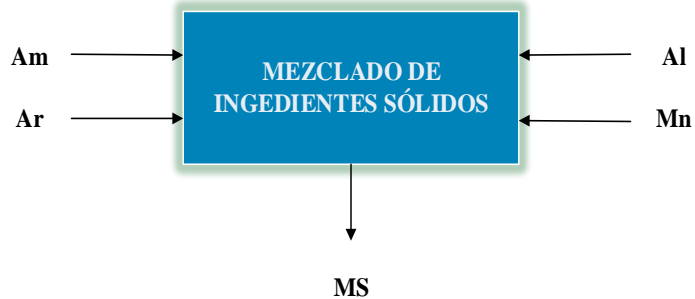 Am
Al
MEZCLADO DE
INGEDIENTES SÓLIDOS
Ar
Mn
MS